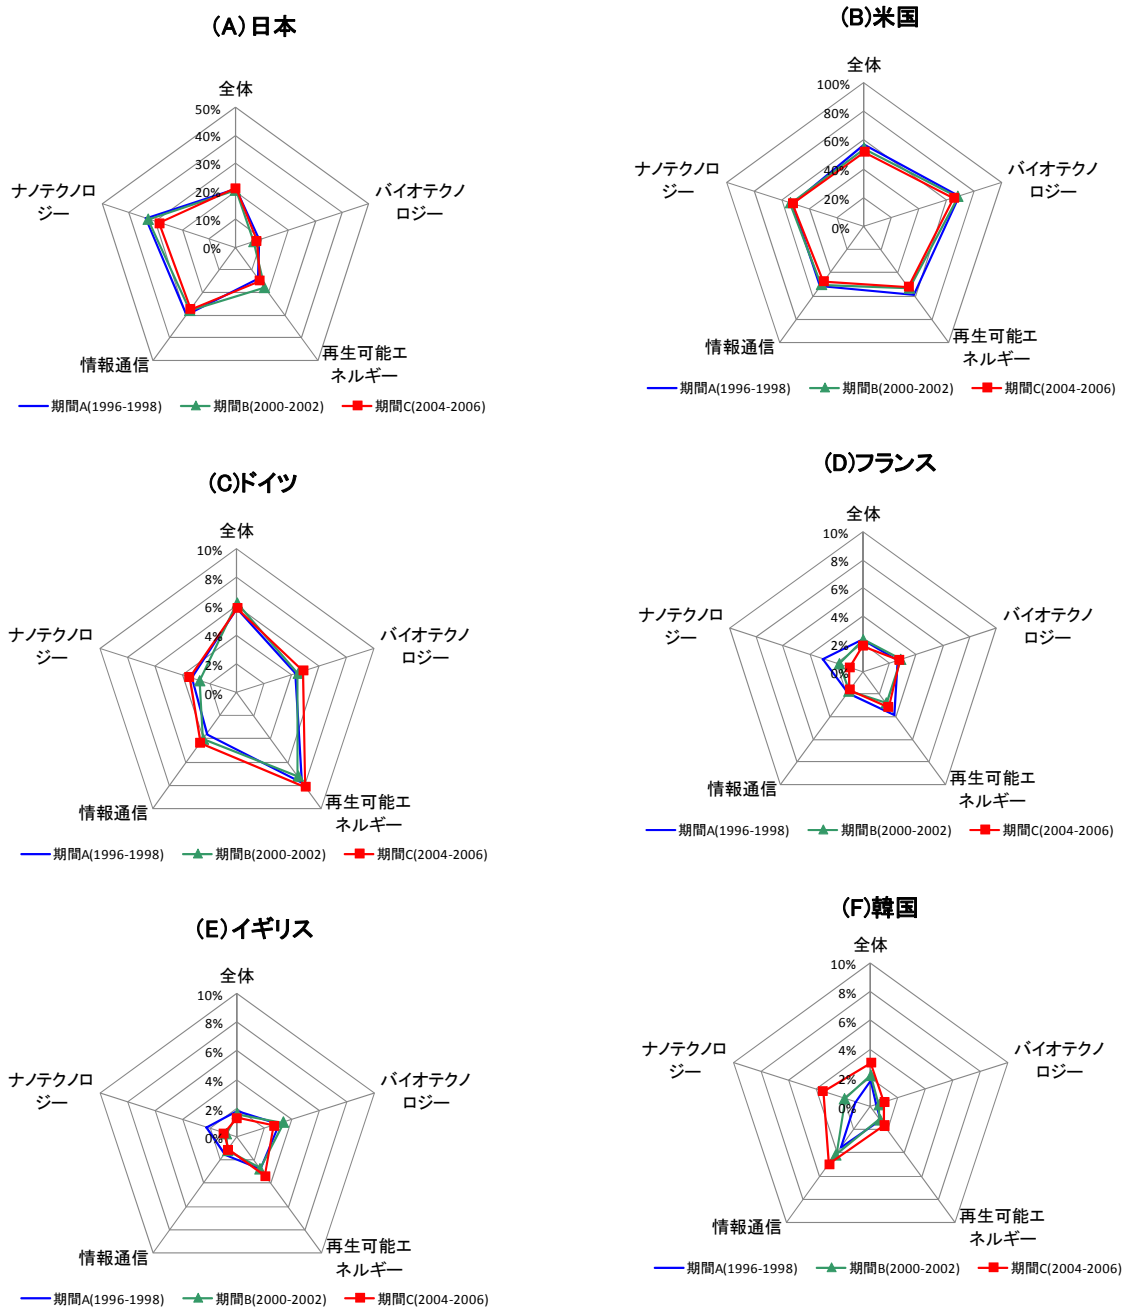 (A)日本
全体
50%
40%
30%
20%
10%
0%
ナノテクノロ
ジー
バイオテクノ
ロジー
情報通信
再生可能エ
ネルギー
期間A(1996-1998)
期間B(2000-2002)
期間C(2004-2006)
(B)米国
全体
100%
80%
60%
40%
20%
0%
ナノテクノロ
ジー
バイオテクノ
ロジー
情報通信
再生可能エ
ネルギー
期間A(1996-1998)
期間B(2000-2002)
期間C(2004-2006)
(C)ドイツ
全体
10%
8%
6%
4%
2%
0%
ナノテクノロ
ジー
バイオテクノ
ロジー
情報通信
再生可能エ
ネルギー
期間A(1996-1998)
期間B(2000-2002)
期間C(2004-2006)
(D)フランス
全体
10%
8%
6%
4%
2%
0%
ナノテクノロ
ジー
バイオテクノ
ロジー
情報通信
再生可能エ
ネルギー
期間A(1996-1998)
期間B(2000-2002)
期間C(2004-2006)
(E)イギリス
全体
10%
8%
6%
4%
2%
0%
ナノテクノロ
ジー
バイオテクノ
ロジー
情報通信
再生可能エ
ネルギー
期間A(1996-1998)
期間B(2000-2002)
期間C(2004-2006)
(F)韓国
全体
10%
8%
6%
4%
2%
0%
ナノテクノロ
ジー
バイオテクノ
ロジー
情報通信
再生可能エ
ネルギー
期間A(1996-1998)
期間B(2000-2002)
期間C(2004-2006)